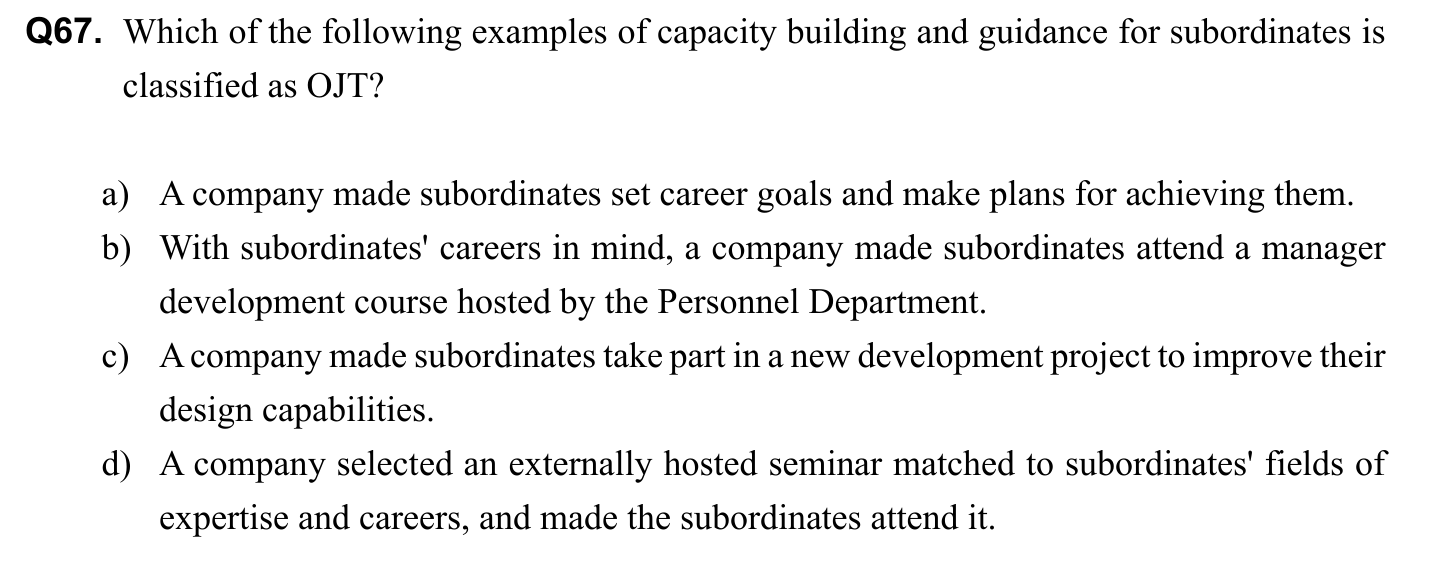 Q67. Which of the following examples of capacity building and guidance for subordinates is
classified as OJT?
a) A company made subordinates set career goals and make plans for achieving them.
b) With subordinates' careers in mind, a company made subordinates attend a manager
development course hosted by the Personnel Department.
c) A company made subordinates take part in a new development project to improve their
design capabilities.
d) A company selected an externally hosted seminar matched to subordinates' fields of
expertise and careers, and made the subordinates attend it.